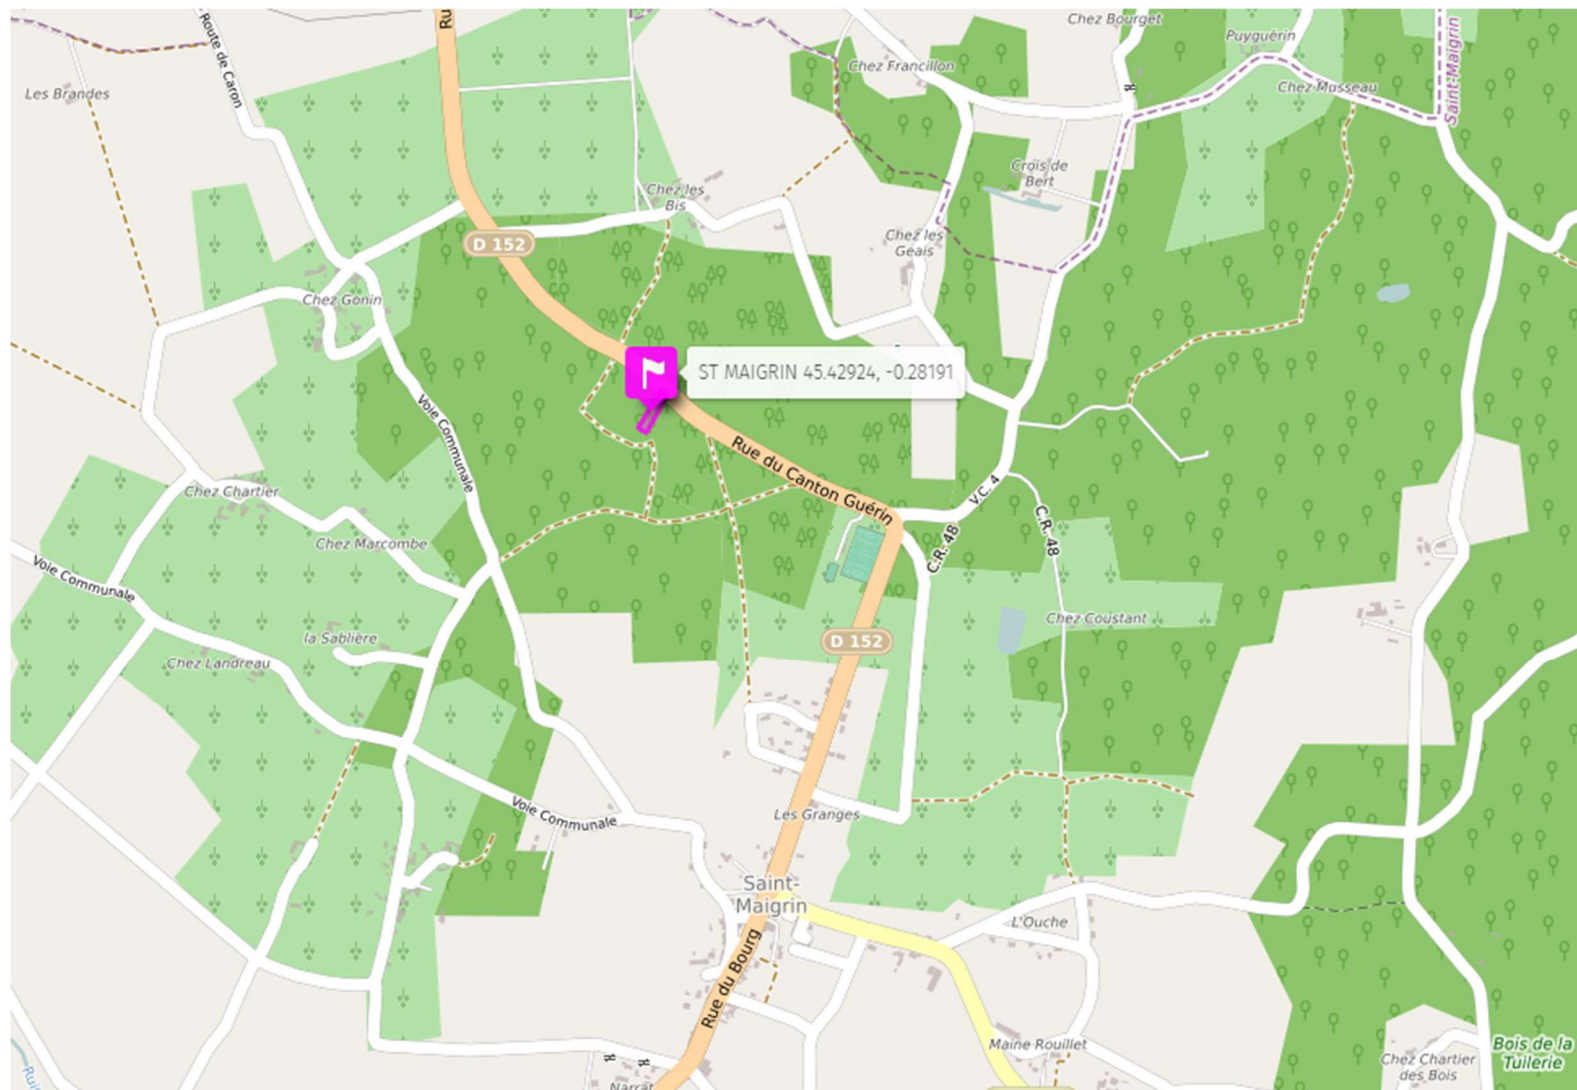 Chez Bourget
Ru
Route de Caron
Puyguérin
Saint-Maigrin
Chez Francillon
Les Brandes
Chez Musseau
Croïs de
Bert
Chez les
Bis
D 152
Chez les
Geais
Chez Gonin
ST MAIGRIN 45.42924, -0.28191
Voie Communale
Rue du Canton Guérin
Chez Chartier
V.C. 4
C.R. 48
C.R. 48
Chez Marcombe
Voie Communale
Chez Coustant
la Sablière
D 152
Chez Landreau
Voie Communale
Les Granges
Saint-
Maigrin
L'Ouche
Rue du Bourg
Maine Rouillet
Bois de la
Tuilerie
Chez Chartier
des Bois
Rui
Narrat